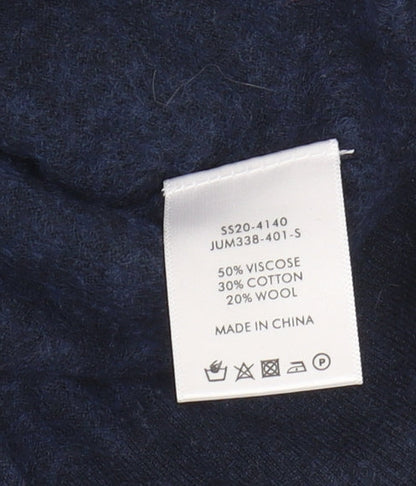 SS20-4140
JUM338-401-S
50% VISCOSE
30% COTTON
20% WOOL
MADE IN CHINA
P